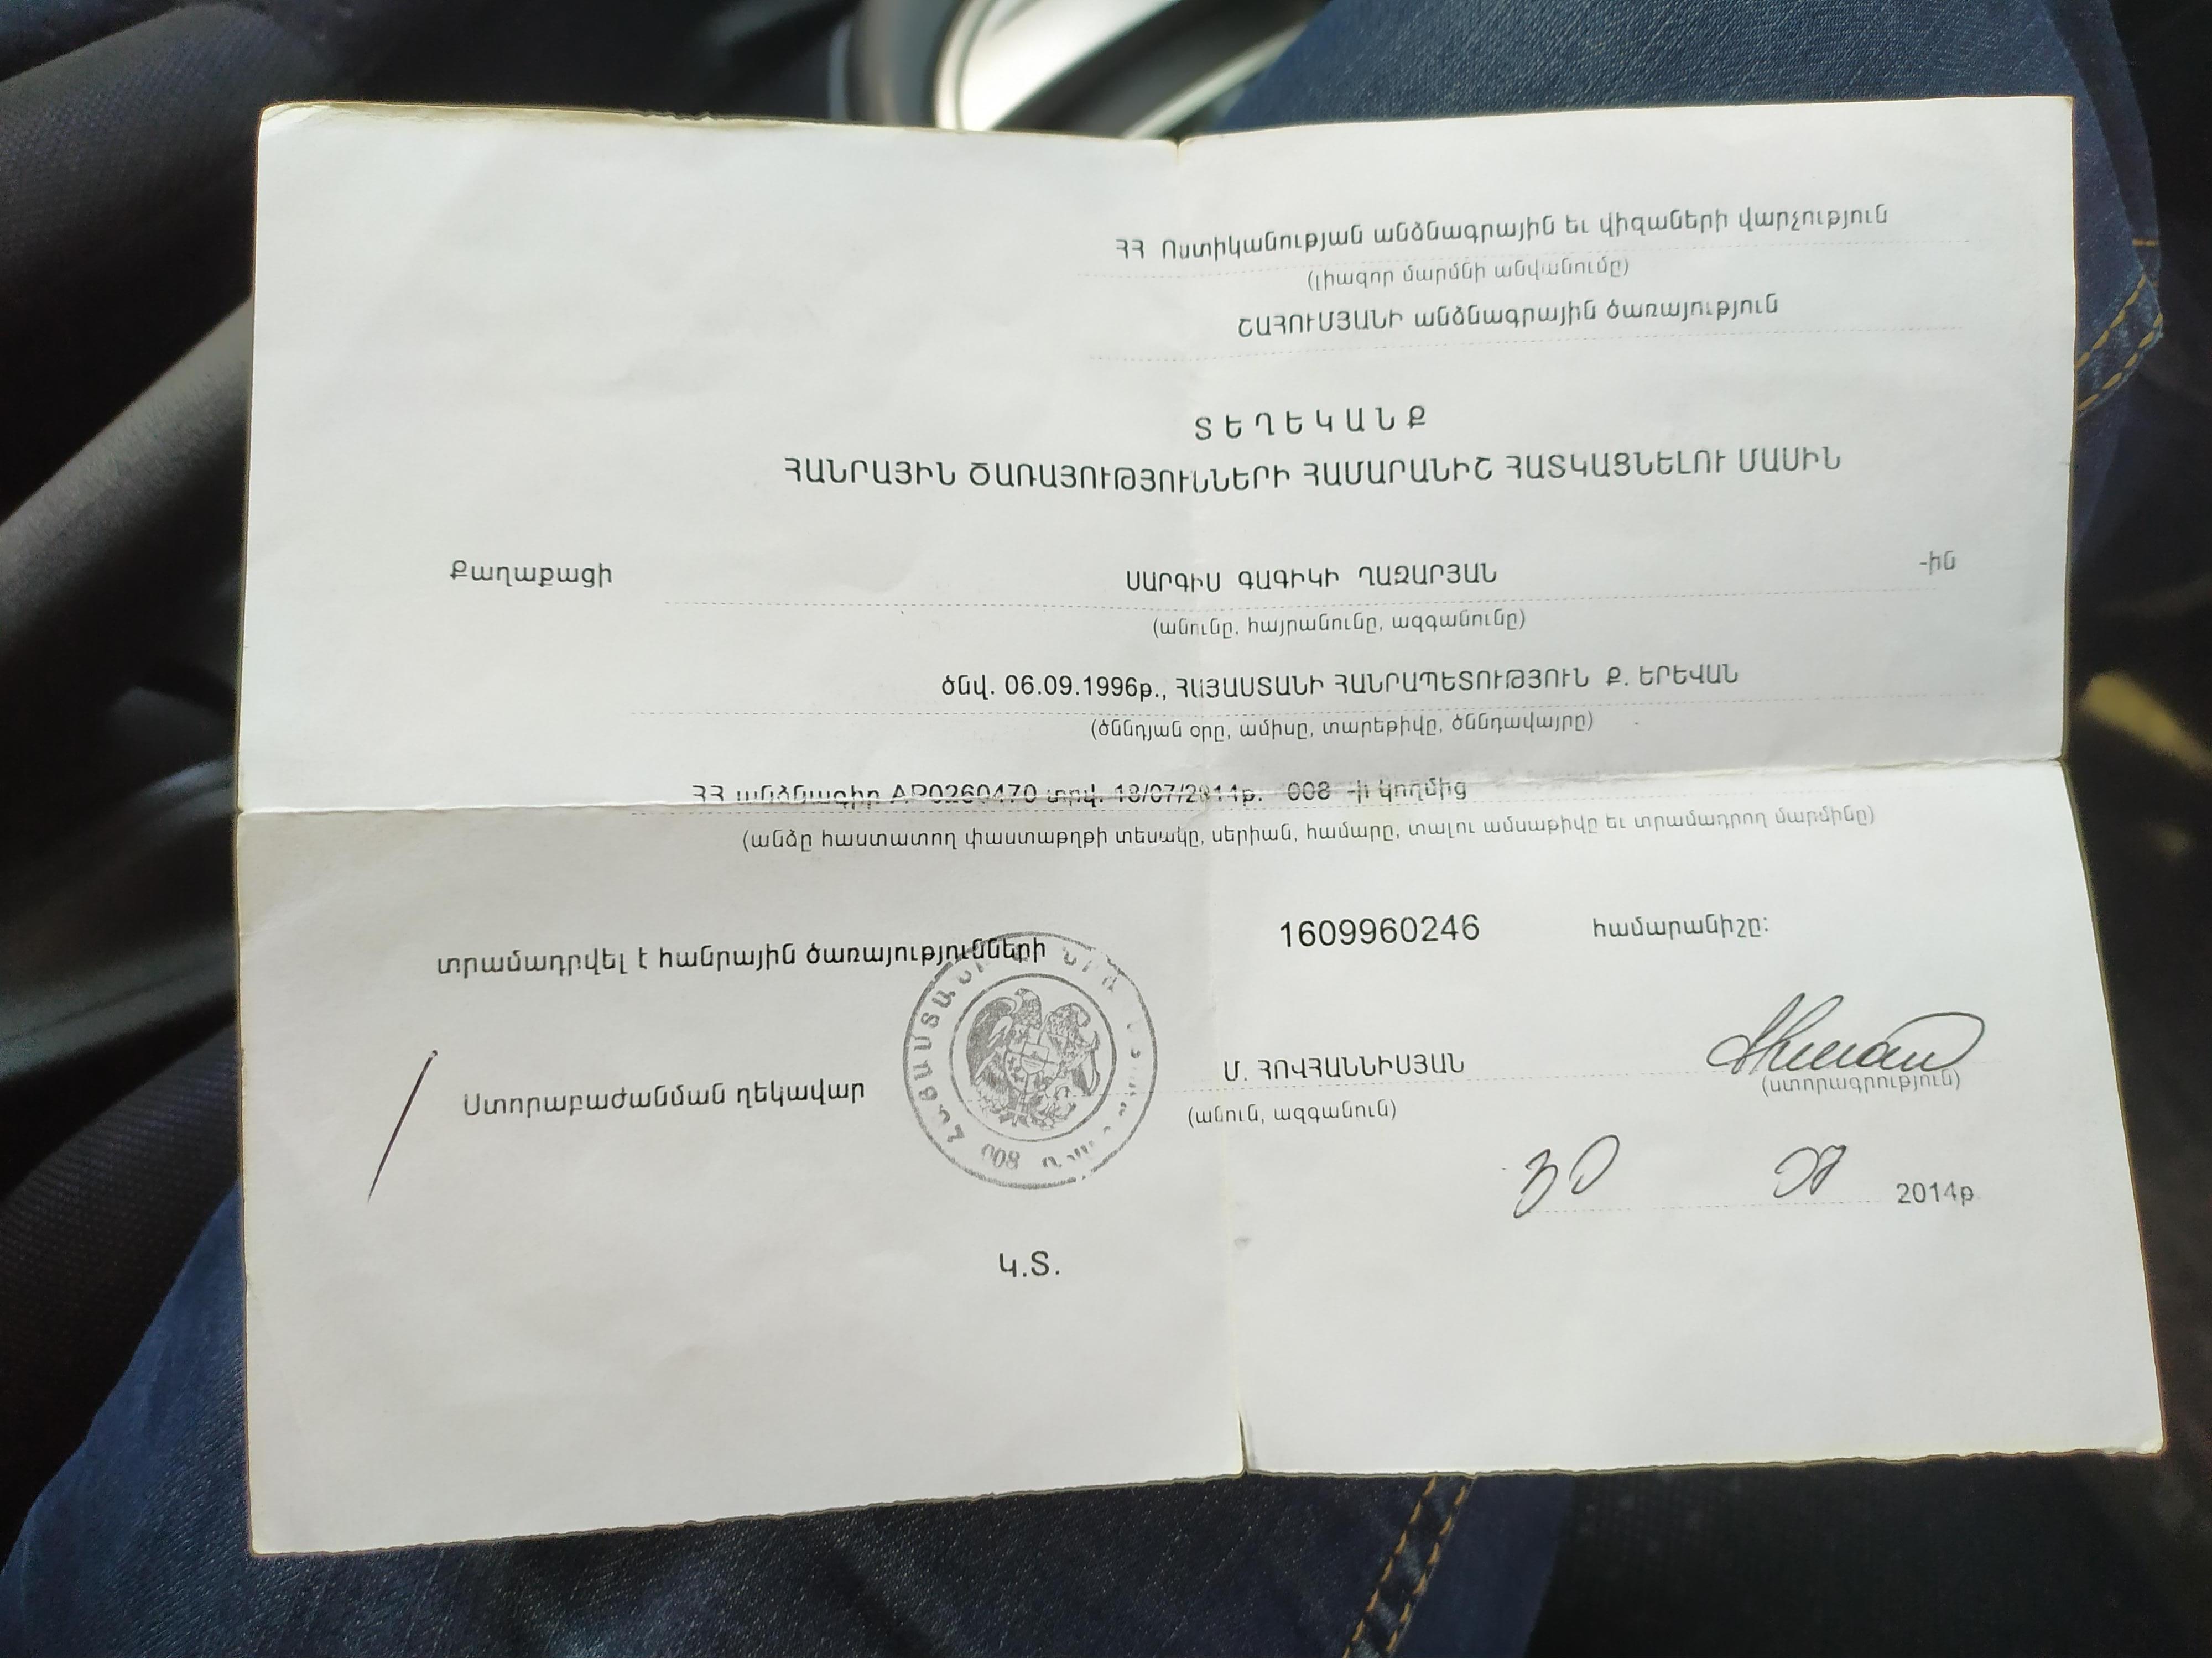 ՀՀ Ոստիկանության անձնագրային եւ վիզաների վարչություն
(լիազոր մարմնի անվանումը)
ՇԱՀՈՒՄՅԱՆԻ անձնագրային ծառայություն
ՏԵՂԵԿԱՆՔ
ՀԱՆՐԱՅԻՆ ԾԱՌԱՅՈՒԹՅՈՒՆՆԵՐԻ ՀԱՄԱՐԱՆԻՇ ՀԱՏԿԱՑՆԵԼՈՒ ՄԱՍԻՆ
Քաղաքացի ՍԱՐԳԻՍ ԳԱԳԻԿԻ ՂԱԶԱՐՅԱՆ -ին
(անունը, հայրանունը, ազգանունը)
ծնվ. 06.09.1996թ., ՀԱՅԱՍՏԱՆԻ ՀԱՆՐԱՊԵՏՈՒԹՅՈՒՆ Ք. ԵՐԵՎԱՆ
(ծննդյան օրը, ամիսը, տարեթիվը, ծննդավայրը)
ՀՀ անձնագիր AP0260470 տրվ. 18/07/2014թ. 008 -ի կողմից
(անձը հաստատող փաստաթղթի տեսակը, սերիան, համարը, տալու ամսաթիվը եւ տրամադրող մարմինը)
տրամադրվել է հանրային ծառայությունների 1609960246 համարանիշը:
Ստորաբաժանման ղեկավար Մ. ՀՈՎՀԱՆՆԻՍՅԱՆ
(անուն, ազգանուն) (ստորագրություն)
008
30 07 2014թ
Կ.Տ.